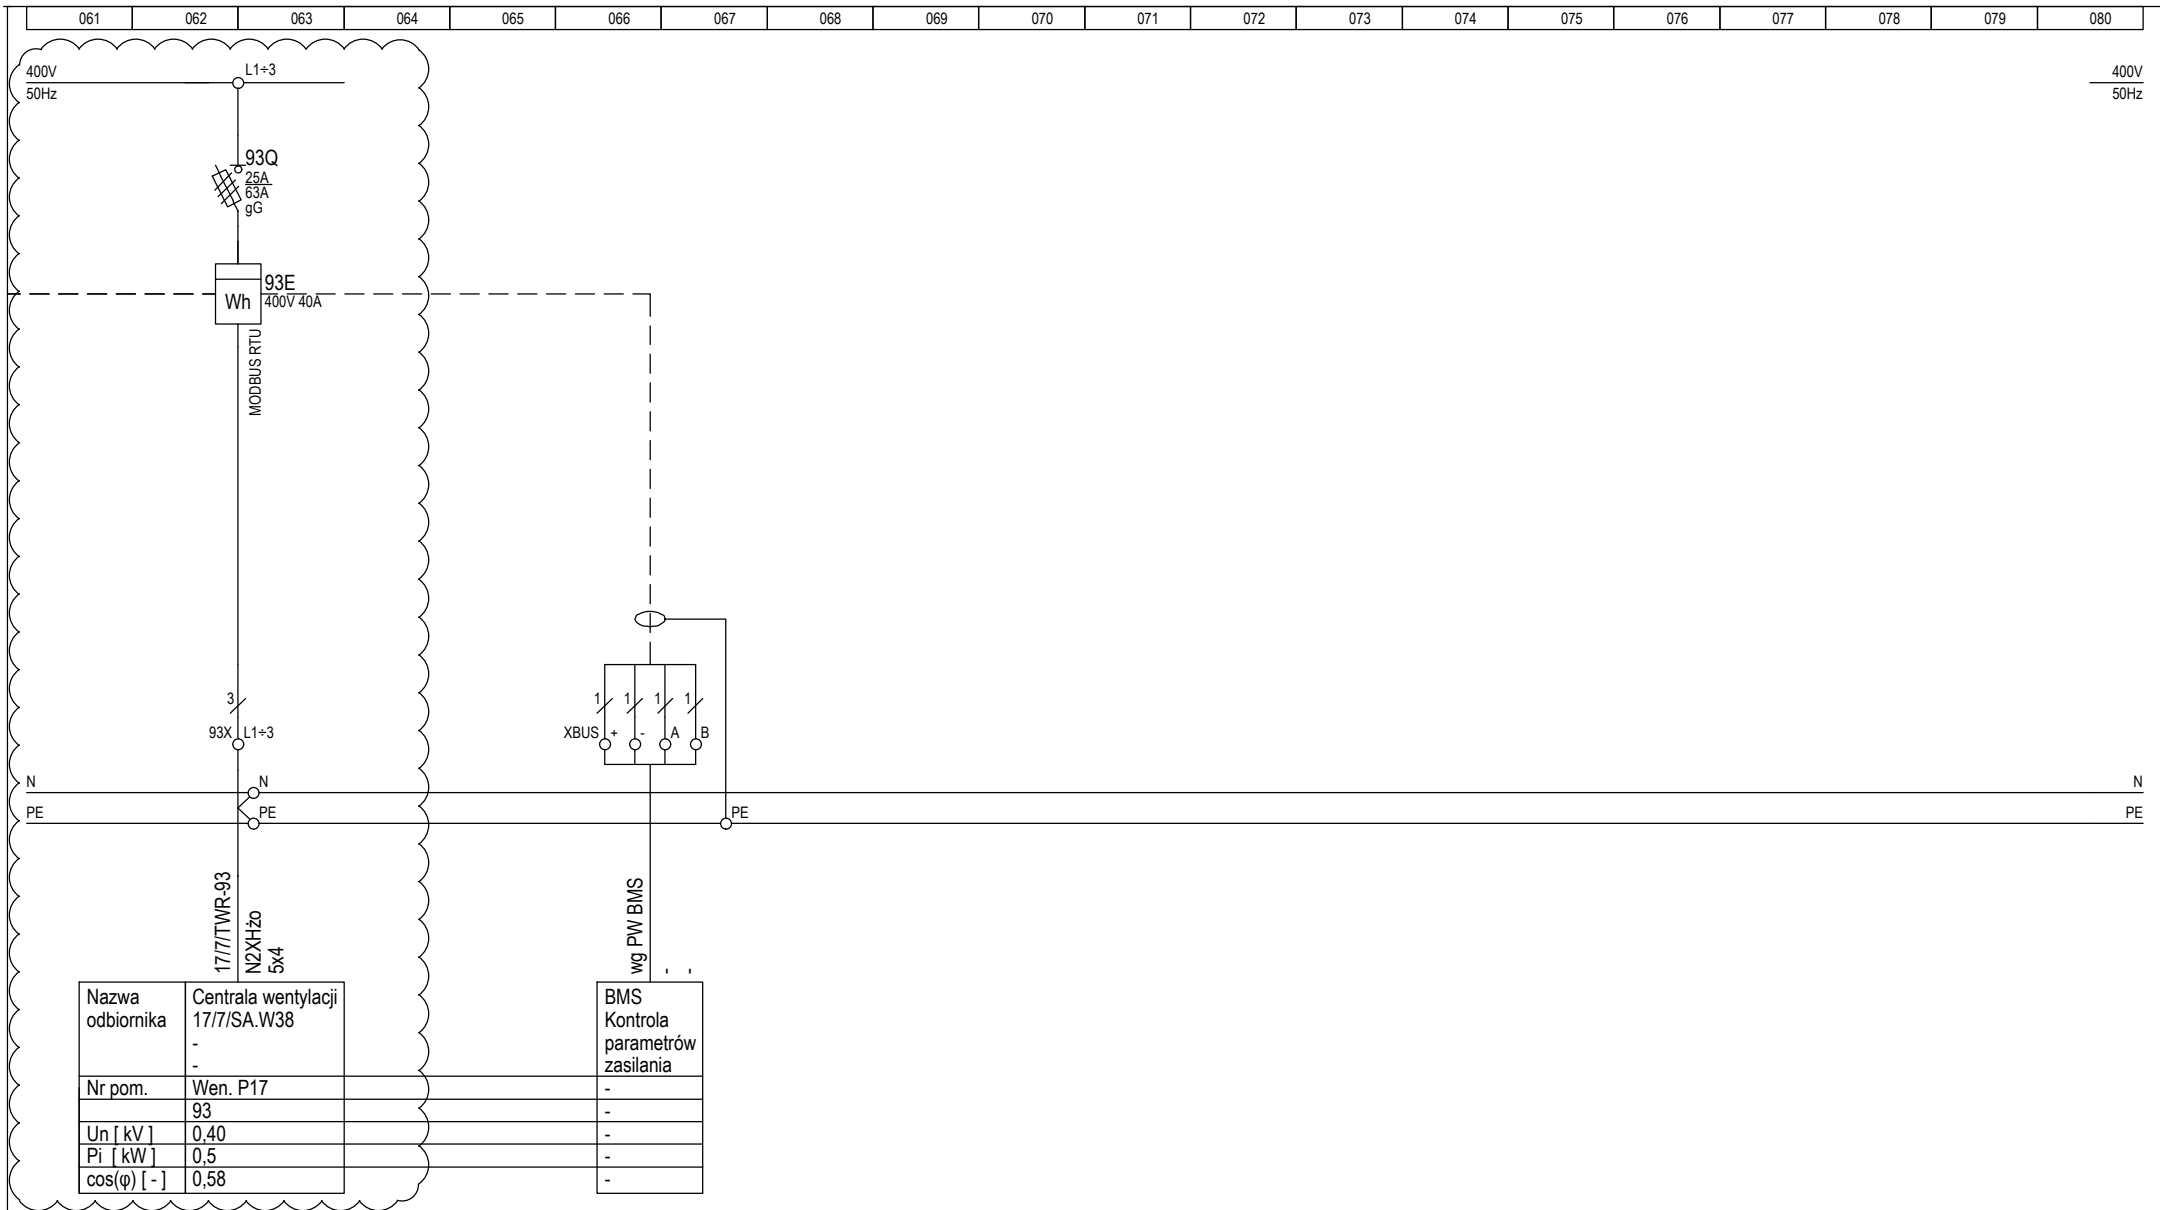 061 062 063 064 065 066 067 068 069 070 071 072 073 074 075 076 077 078 079 080
400V
50Hz
L1÷3
400V
50Hz
93Q
25A
63A
gG
93E
400V 40A
Wh
MODBUS RTU
3
93X L1÷3
1 1 1 1
XBUS + - A B
N
N
N
PE
PE
PE
PE
17/7/TWR-93
N2XHżo
5x4
wg PW BMS
-
-
Nazwa
odbiornika
Centrala wentylacji
17/7/SA.W38
-
-
BMS
Kontrola
parametrów
zasilania
Nr pom. Wen. P17 -
93 -
Un [ kV ] 0,40 -
Pi [ kW ] 0,5 -
cos(φ) [ - ] 0,58 -